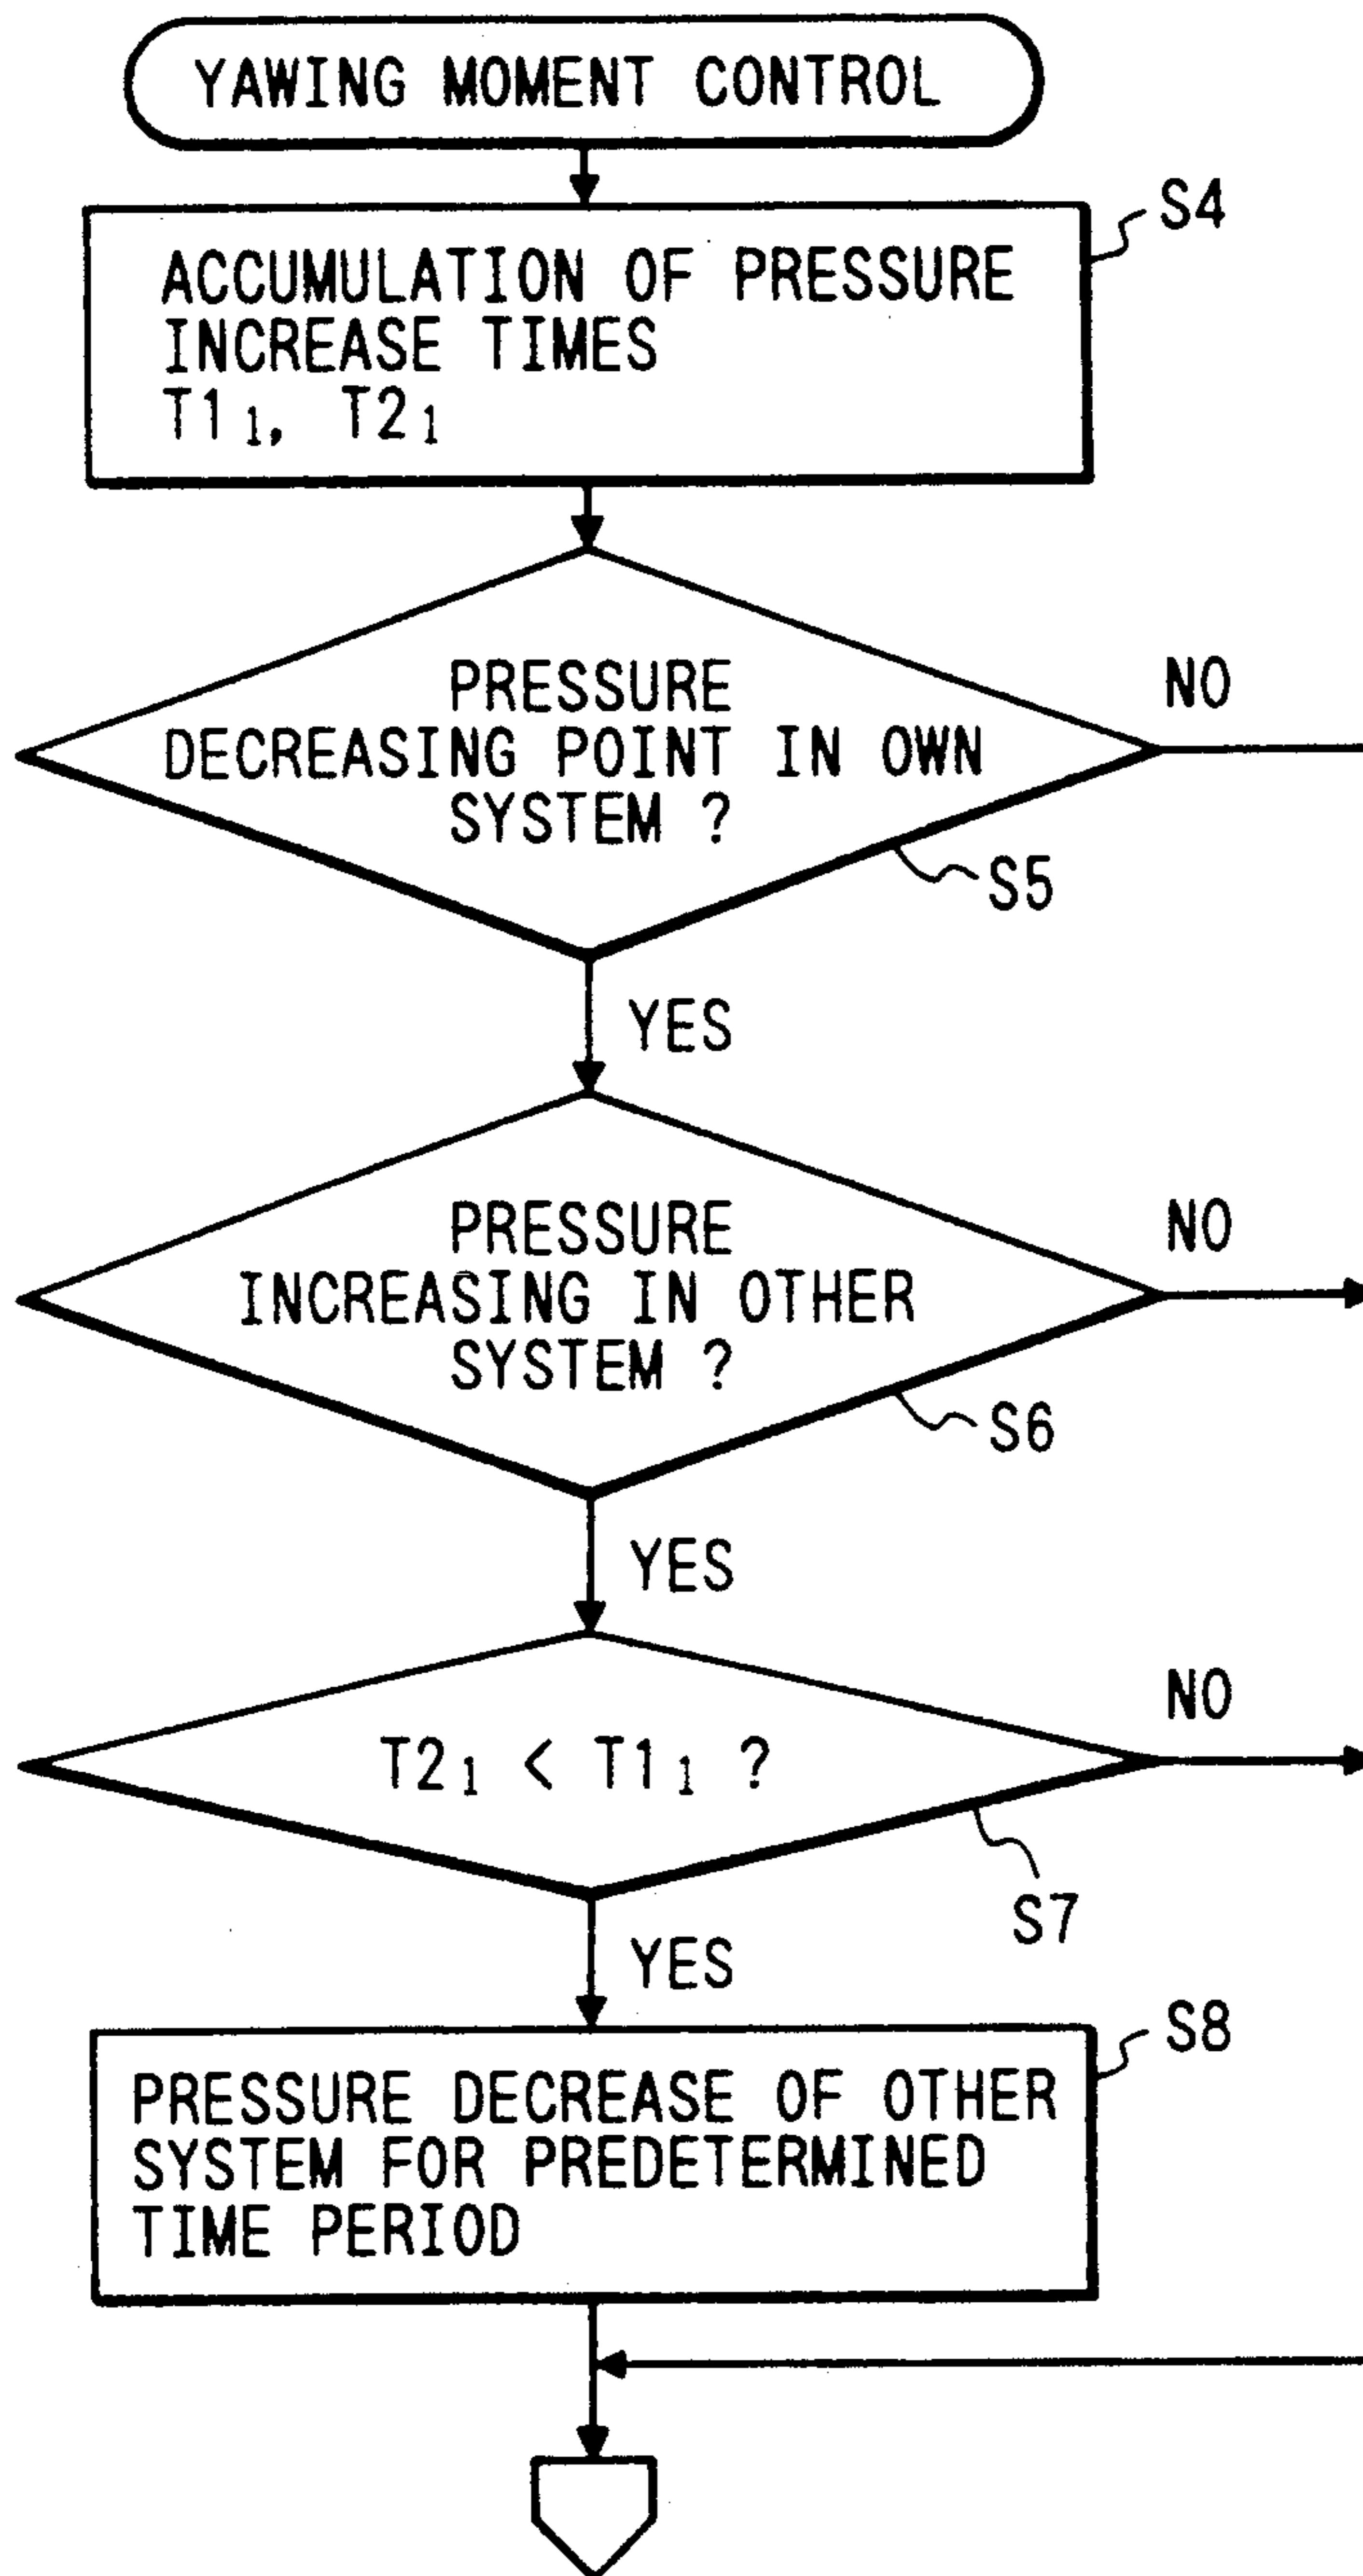 YAWING MOMENT CONTROL
S4
ACCUMULATION OF PRESSURE
INCREASE TIMES
T1₁, T2₁
PRESSURE
DECREASING POINT IN OWN
SYSTEM ?
NO
S5
YES
PRESSURE
INCREASING IN OTHER
SYSTEM ?
NO
S6
YES
T2₁ < T1₁ ?
NO
S7
YES
S8
PRESSURE DECREASE OF OTHER
SYSTEM FOR PREDETERMINED
TIME PERIOD